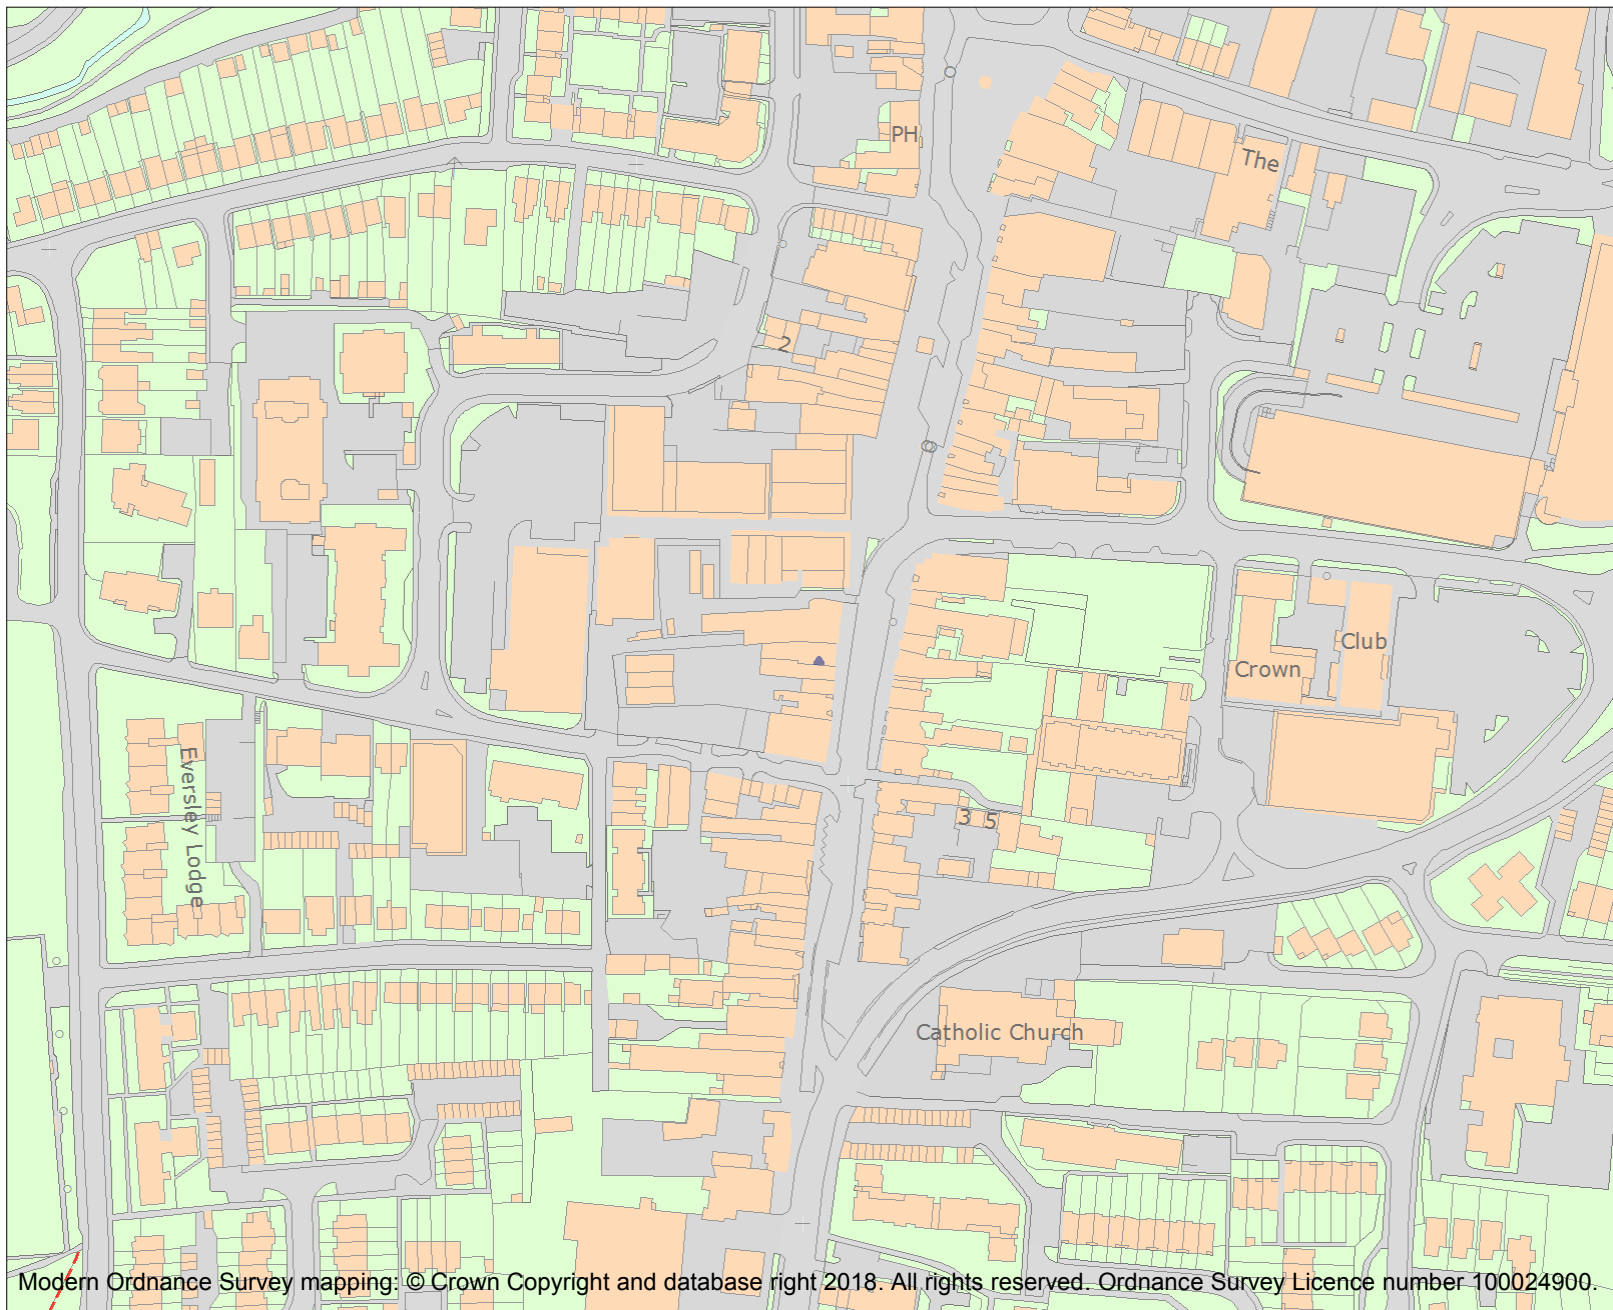 PH
The
2
Club
Crown
Eversley Lodge
3 5
Catholic Church
Modern Ordnance Survey mapping: © Crown Copyright and database right 2018. All rights reserved. Ordnance Survey Licence number 100024900.